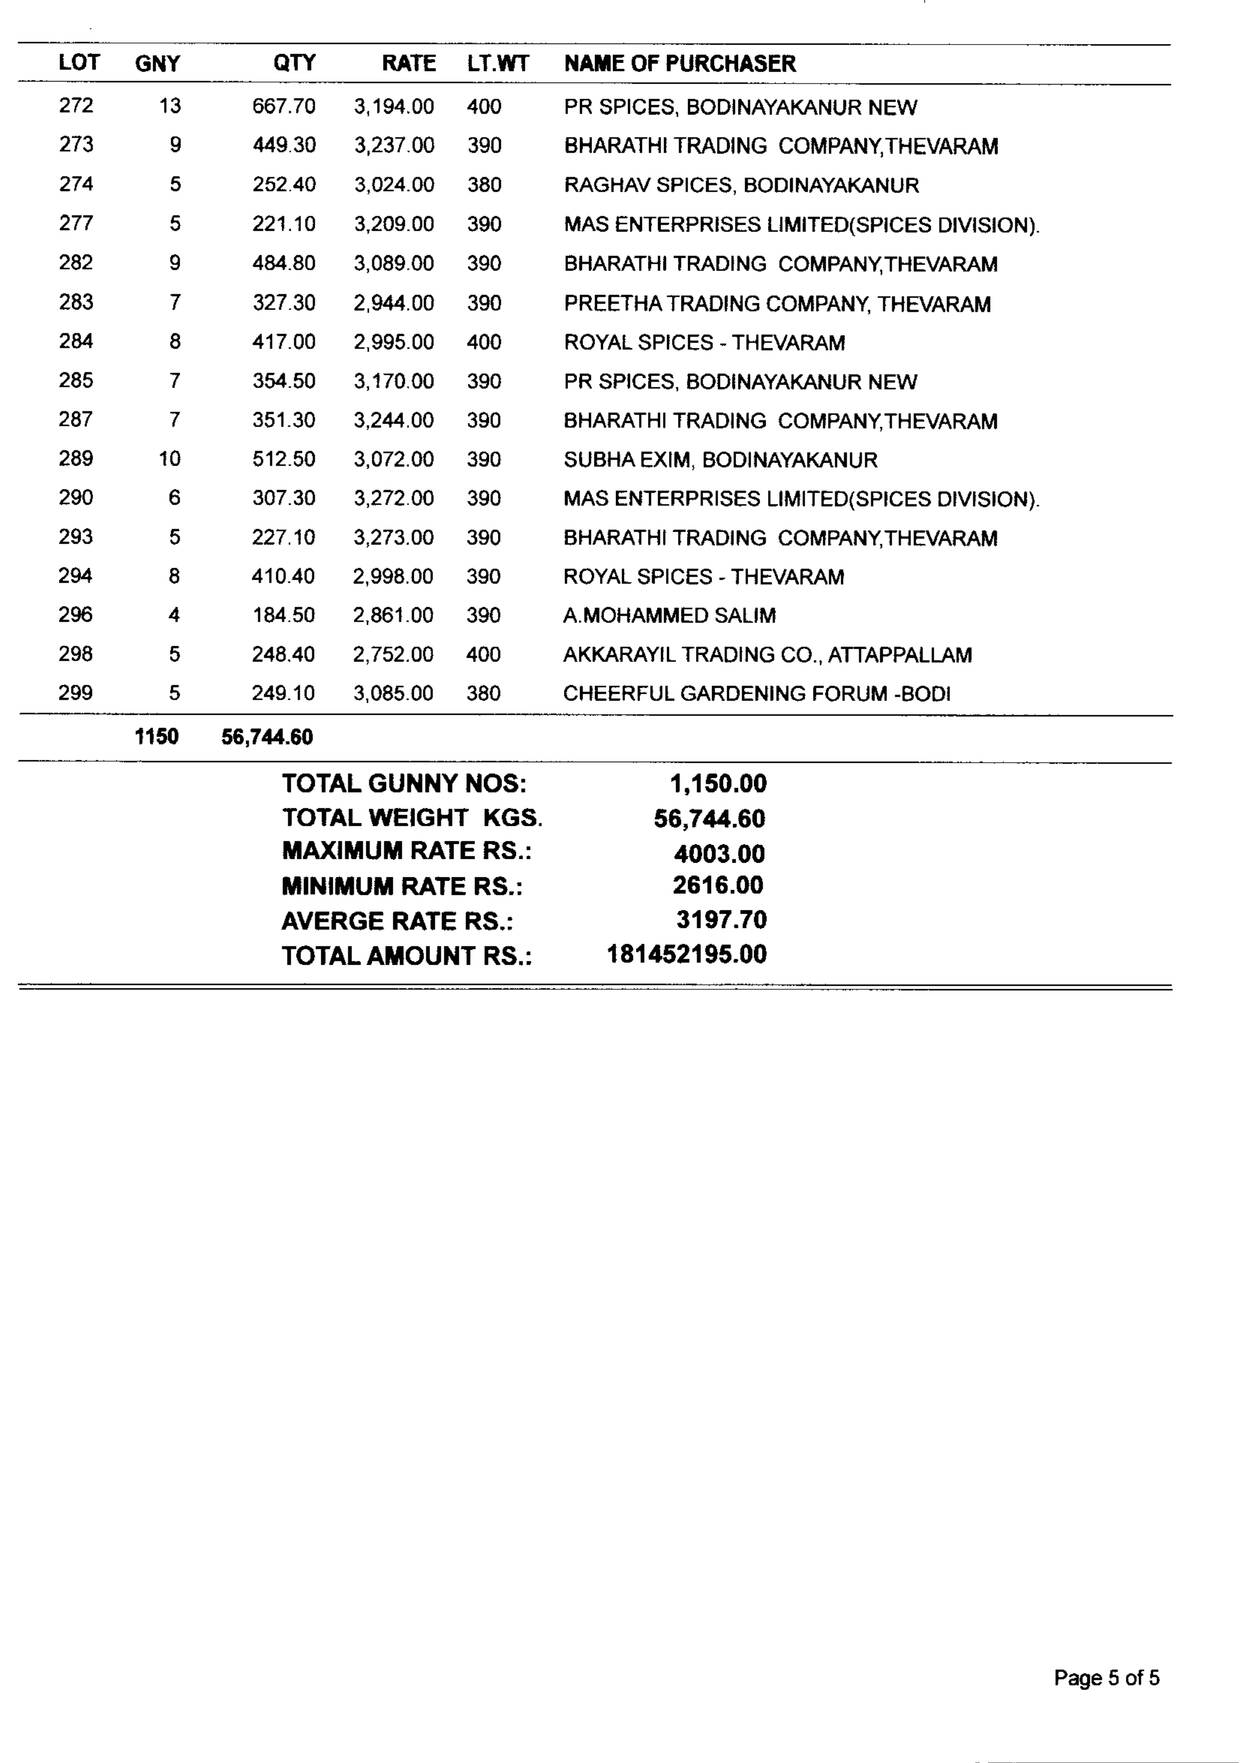 LOT GNY QTY RATE LT.WT NAME OF PURCHASER
272 13 667.70 3,194.00 400 PR SPICES, BODINAYAKANUR NEW
273 9 449.30 3,237.00 390 BHARATHI TRADING COMPANY,THEVARAM
274 5 252.40 3,024.00 380 RAGHAV SPICES, BODINAYAKANUR
277 5 221.10 3,209.00 390 MAS ENTERPRISES LIMITED(SPICES DIVISION).
282 9 484.80 3,089.00 390 BHARATHI TRADING COMPANY,THEVARAM
283 7 327.30 2,944.00 390 PREETHA TRADING COMPANY, THEVARAM
284 8 417.00 2,995.00 400 ROYAL SPICES - THEVARAM
285 7 354.50 3,170.00 390 PR SPICES, BODINAYAKANUR NEW
287 7 351.30 3,244.00 390 BHARATHI TRADING COMPANY,THEVARAM
289 10 512.50 3,072.00 390 SUBHA EXIM, BODINAYAKANUR
290 6 307.30 3,272.00 390 MAS ENTERPRISES LIMITED(SPICES DIVISION).
293 5 227.10 3,273.00 390 BHARATHI TRADING COMPANY,THEVARAM
294 8 410.40 2,998.00 390 ROYAL SPICES - THEVARAM
296 4 184.50 2,861.00 390 A.MOHAMMED SALIM
298 5 248.40 2,752.00 400 AKKARAYIL TRADING CO., ATTAPPALLAM
299 5 249.10 3,085.00 380 CHEERFUL GARDENING FORUM -BODI
1150 56,744.60
TOTAL GUNNY NOS: 1,150.00
TOTAL WEIGHT KGS. 56,744.60
MAXIMUM RATE RS.: 4003.00
MINIMUM RATE RS.: 2616.00
AVERGE RATE RS.: 3197.70
TOTAL AMOUNT RS.: 181452195.00
Page 5 of 5